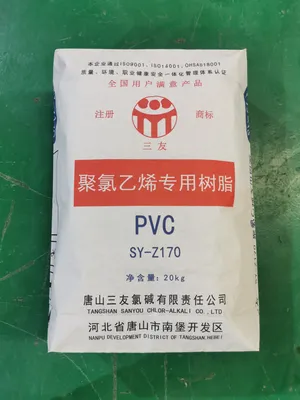 本企业通过ISO9001、ISO14001、OHSAS18001
质量、环境、职业健康安全一体化管理体系认证
全国用户满意产品
注册 商标
三友
聚氯乙烯专用树脂
PVC
SY-Z170
净含量：20kg
唐山三友氯碱有限责任公司
TANGSHAN SANYOU CHLOR-ALKALI CO.,LTD
河北省唐山市南堡开发区
NANPU DEVELOPMENT DISTRICT OF TANGSHAN,HEBEI